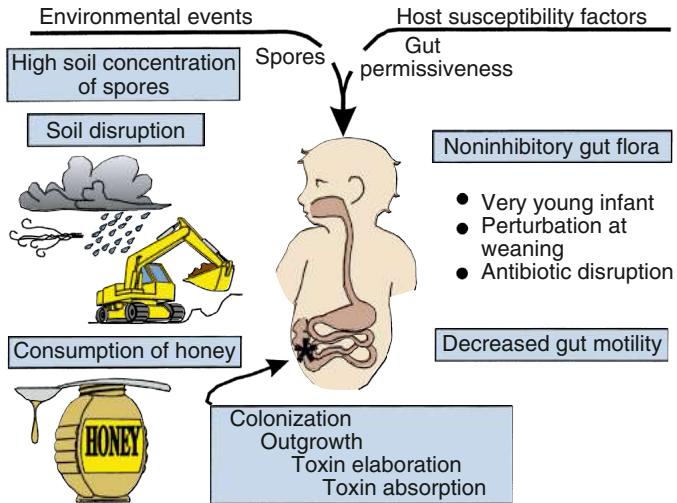 Environmental events
Host susceptibility factors
Spores
Gut
permissiveness
High soil concentration
of spores
Soil disruption
Consumption of honey
HONEY
Noninhibitory gut flora
● Very young infant
● Perturbation at
weaning
● Antibiotic disruption
Decreased gut motility
Colonization
Outgrowth
Toxin elaboration
Toxin absorption